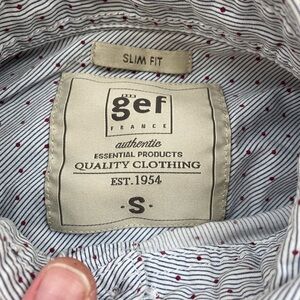 SLIM FIT
gef
FRANCE
authentic
ESSENTIAL PRODUCTS
QUALITY CLOTHING
EST. 1954
- S -